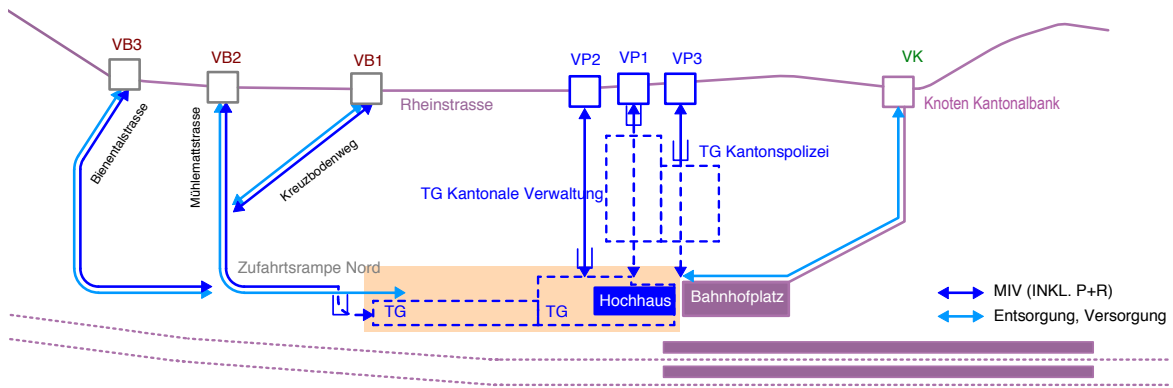 VB3
VB2
VB1
VP2
VP1
VP3
VK
Rheinstrasse
Knoten Kantonalbank
Bienentalstrasse
Mühlemattstrasse
Kreuzbodenweg
TG Kantonspolizei
TG Kantonale Verwaltung
Zufahrtsrampe Nord
TG
TG
Hochhaus
Bahnhofplatz
MIV (INKL. P+R)
Entsorgung, Versorgung